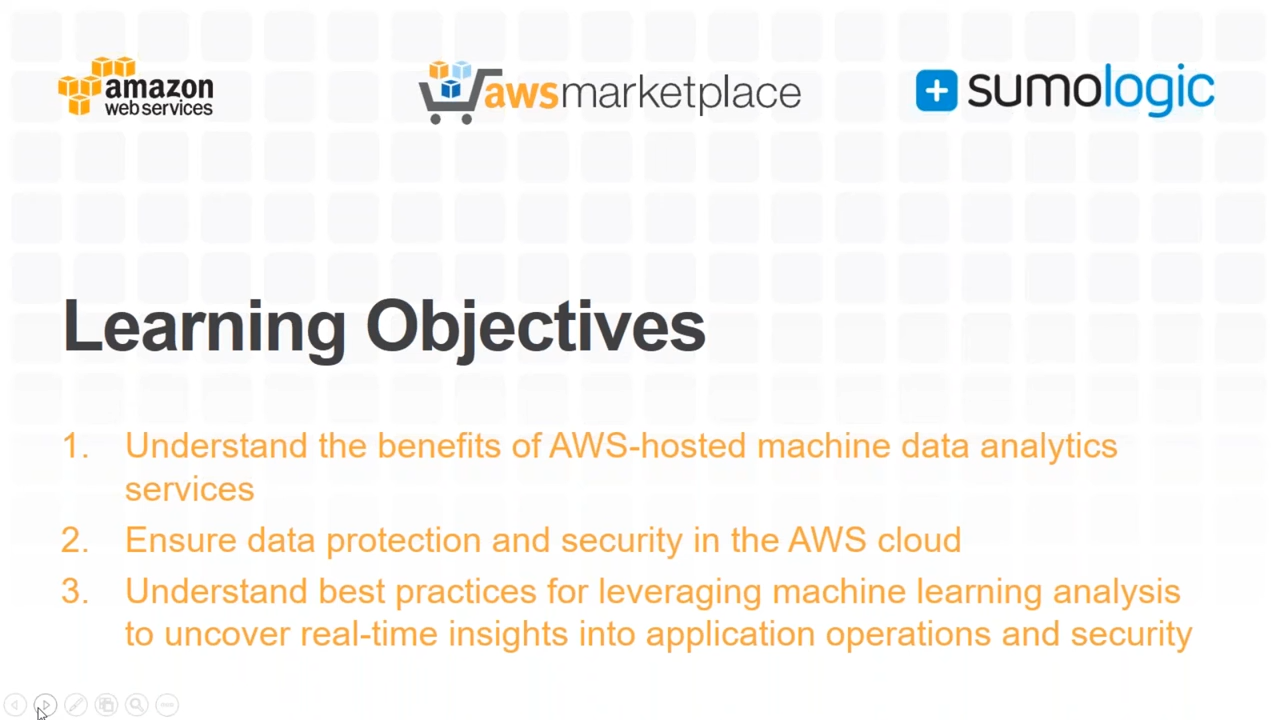 amazon
web services
awsmarketplace
sumologic
Learning Objectives
1. Understand the benefits of AWS-hosted machine data analytics
services
2. Ensure data protection and security in the AWS cloud
3. Understand best practices for leveraging machine learning analysis
to uncover real-time insights into application operations and security